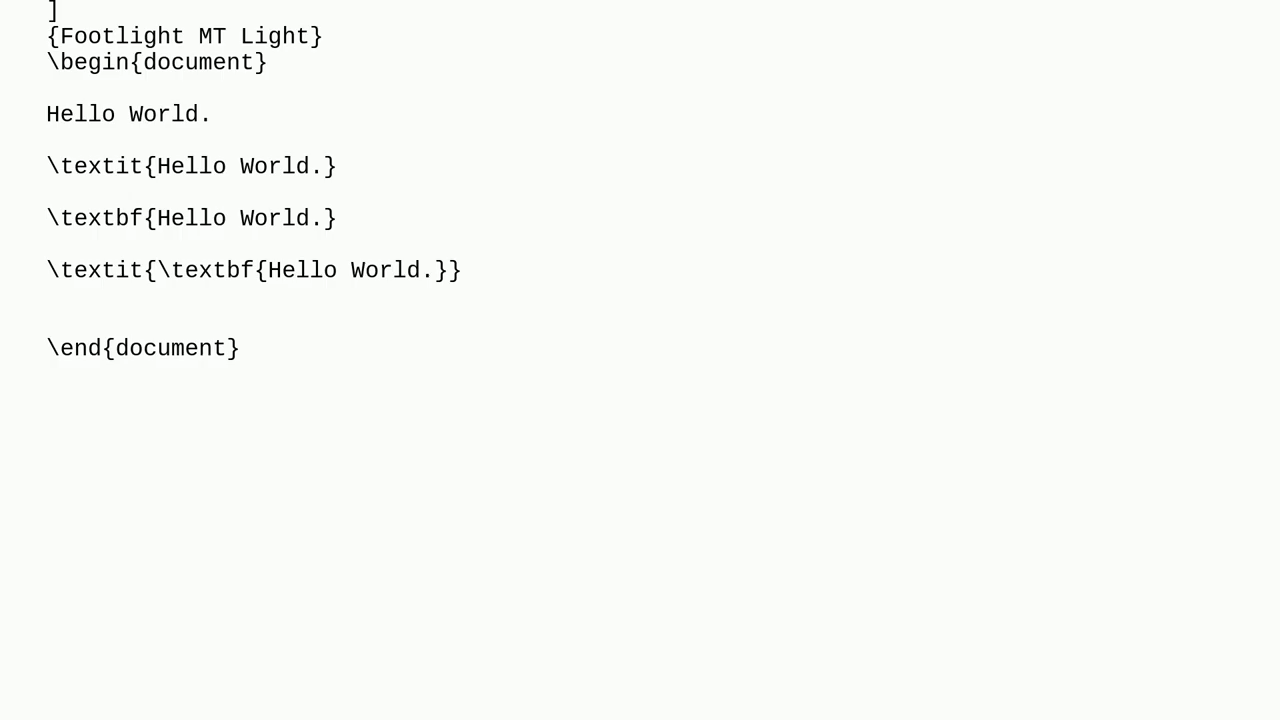 ]
{Footlight MT Light}
\begin{document}
Hello World.
\textit{Hello World.}
\textbf{Hello World.}
\textit{\textbf{Hello World.}}
\end{document}